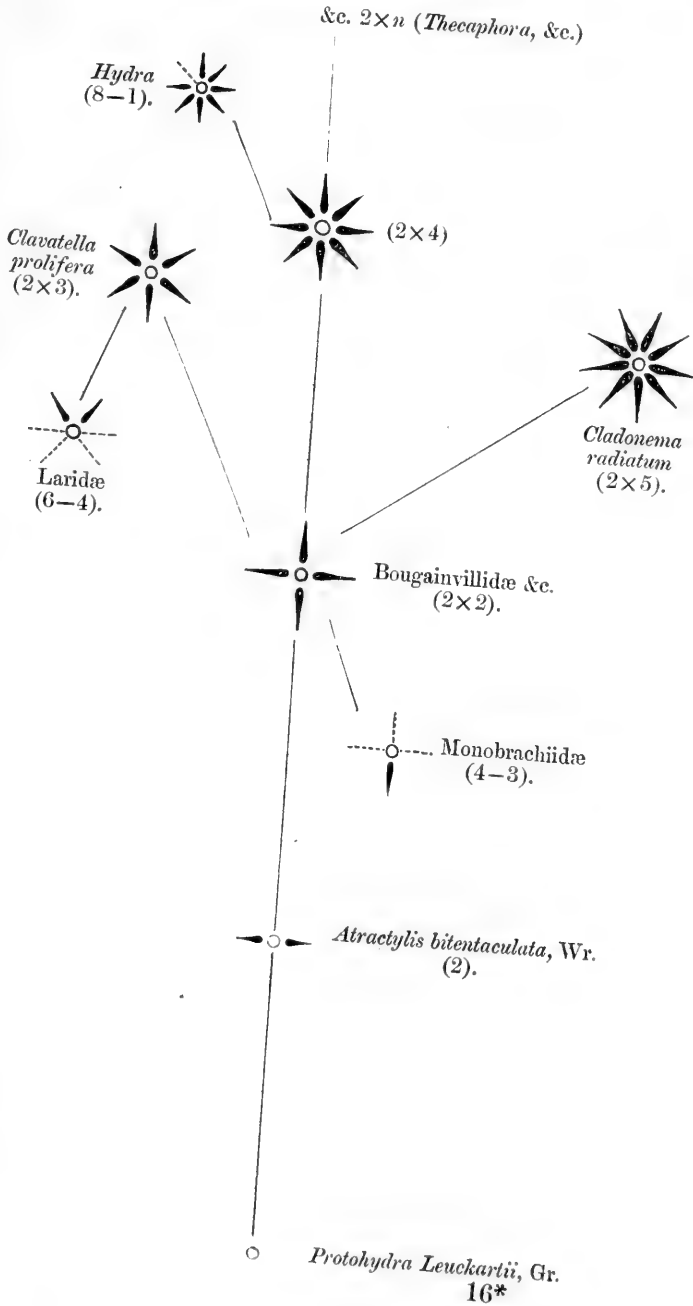 &c. 2×n (Thecaphora, &c.)
Hydra
(8—1).
(2×4)
Clavatella
prolifera
(2×3).
Cladonema
radiatum
(2×5).
Laridæ
(6—4).
Bougainvillidæ &c.
(2×2).
Monobrachiidæ
(4—3).
Atractylis bitentaculata, Wr.
(2).
Protohydra Leuckartii, Gr.
16*